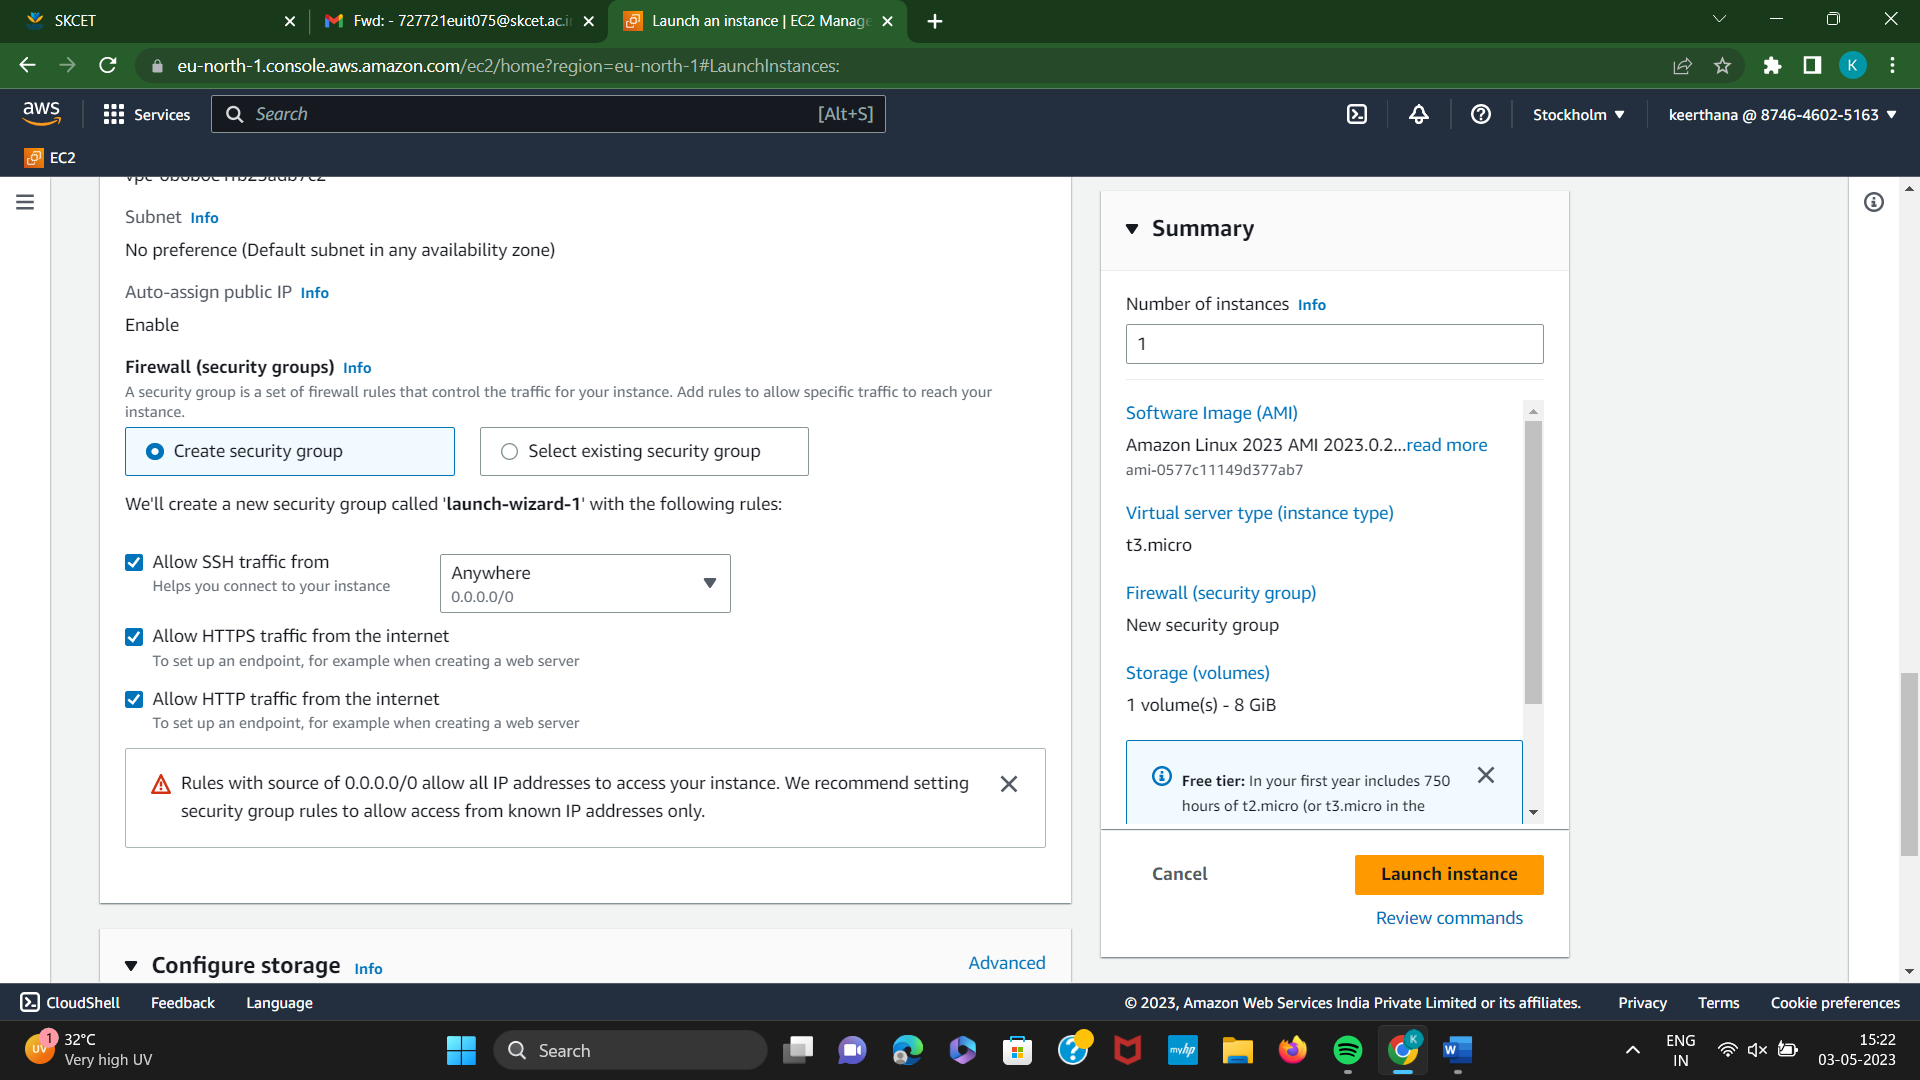 SKCET
Fwd: - 727721euit075@skcet.ac.i
Launch an instance | EC2 Manage
eu-north-1.console.aws.amazon.com/ec2/home?region=eu-north-1#LaunchInstances:
K
aws
Services
Search
[Alt+S]
Stockholm
keerthana @ 8746-4602-5163
EC2
Subnet Info
No preference (Default subnet in any availability zone)
Auto-assign public IP Info
Enable
Firewall (security groups) Info
A security group is a set of firewall rules that control the traffic for your instance. Add rules to allow specific traffic to reach your
instance.
Create security group
Select existing security group
We'll create a new security group called 'launch-wizard-1' with the following rules:
Allow SSH traffic from
Helps you connect to your instance
Anywhere
0.0.0.0/0
Allow HTTPS traffic from the internet
To set up an endpoint, for example when creating a web server
Allow HTTP traffic from the internet
To set up an endpoint, for example when creating a web server
Rules with source of 0.0.0.0/0 allow all IP addresses to access your instance. We recommend setting
security group rules to allow access from known IP addresses only.
Configure storage Info
Advanced
Summary
Number of instances Info
1
Software Image (AMI)
Amazon Linux 2023 AMI 2023.0.2...read more
ami-0577c11149d377ab7
Virtual server type (instance type)
t3.micro
Firewall (security group)
New security group
Storage (volumes)
1 volume(s) - 8 GiB
Free tier: In your first year includes 750
hours of t2.micro (or t3.micro in the
Cancel
Launch instance
Review commands
CloudShell
Feedback
Language
© 2023, Amazon Web Services India Private Limited or its affiliates.
Privacy
Terms
Cookie preferences
UV
1
32°C
Very high UV
Search
myhp
K
W
ENG
IN
15:22
03-05-2023